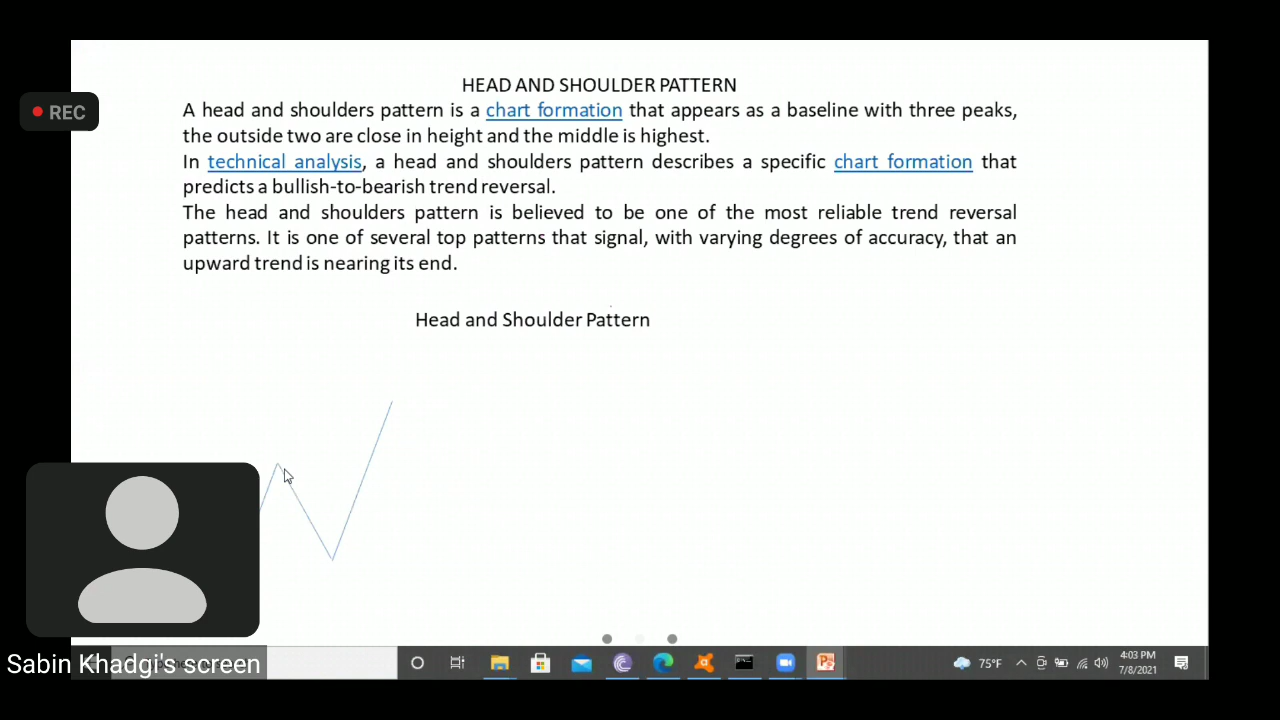 HEAD AND SHOULDER PATTERN
REC
A head and shoulders pattern is a chart formation that appears as a baseline with three peaks,
the outside two are close in height and the middle is highest.
In technical analysis, a head and shoulders pattern describes a specific chart formation that
predicts a bullish-to-bearish trend reversal.
The head and shoulders pattern is believed to be one of the most reliable trend reversal
patterns. It is one of several top patterns that signal, with varying degrees of accuracy, that an
upward trend is nearing its end.
Head and Shoulder Pattern
Sabin Khadgi's screen
75°F
4:03 PM
7/8/2021